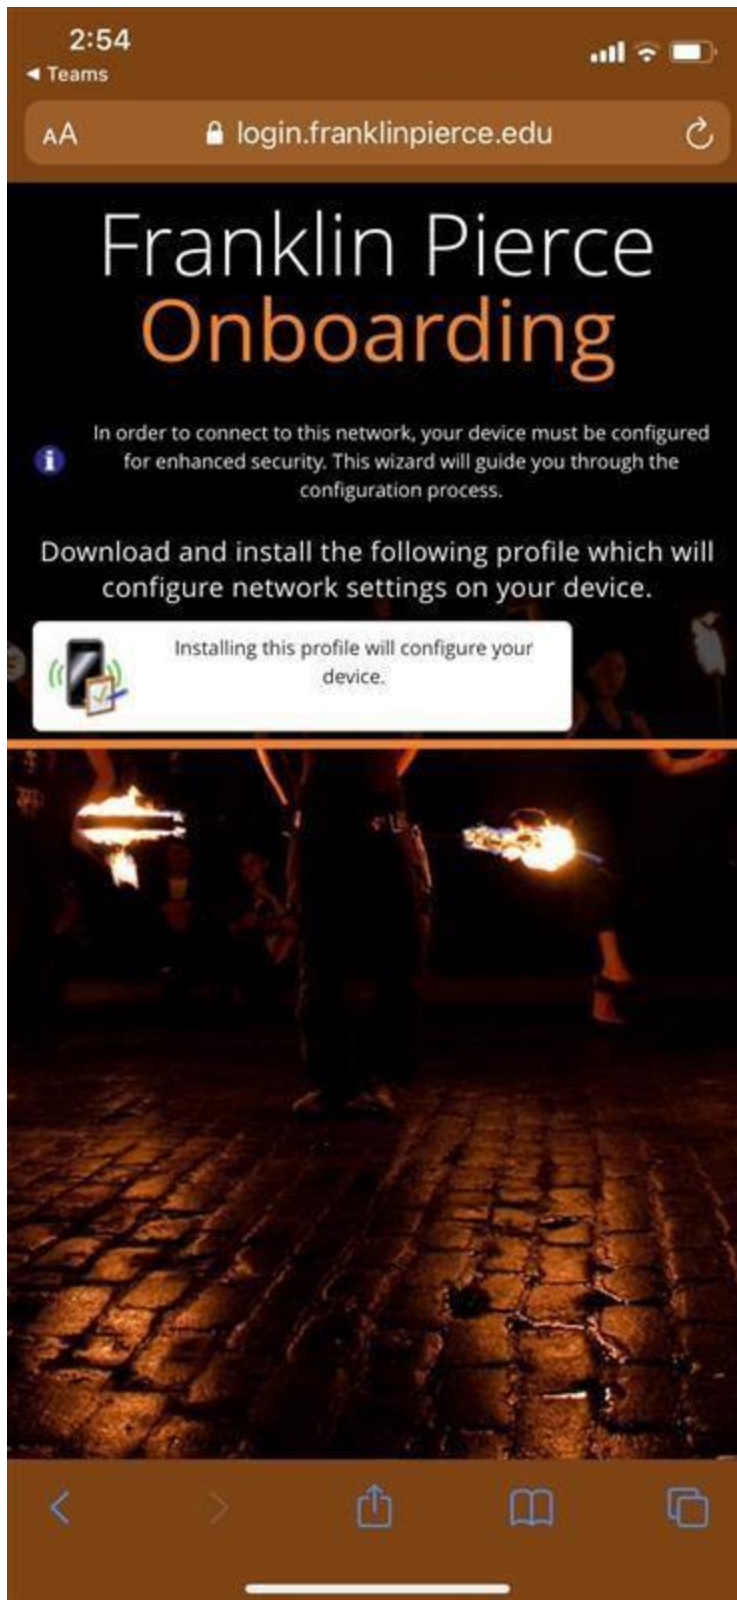 2:54
◀ Teams
AA login.franklinpierce.edu
Franklin Pierce
Onboarding
In order to connect to this network, your device must be configured
for enhanced security. This wizard will guide you through the
configuration process.
Download and install the following profile which will
configure network settings on your device.
Installing this profile will configure your
device.